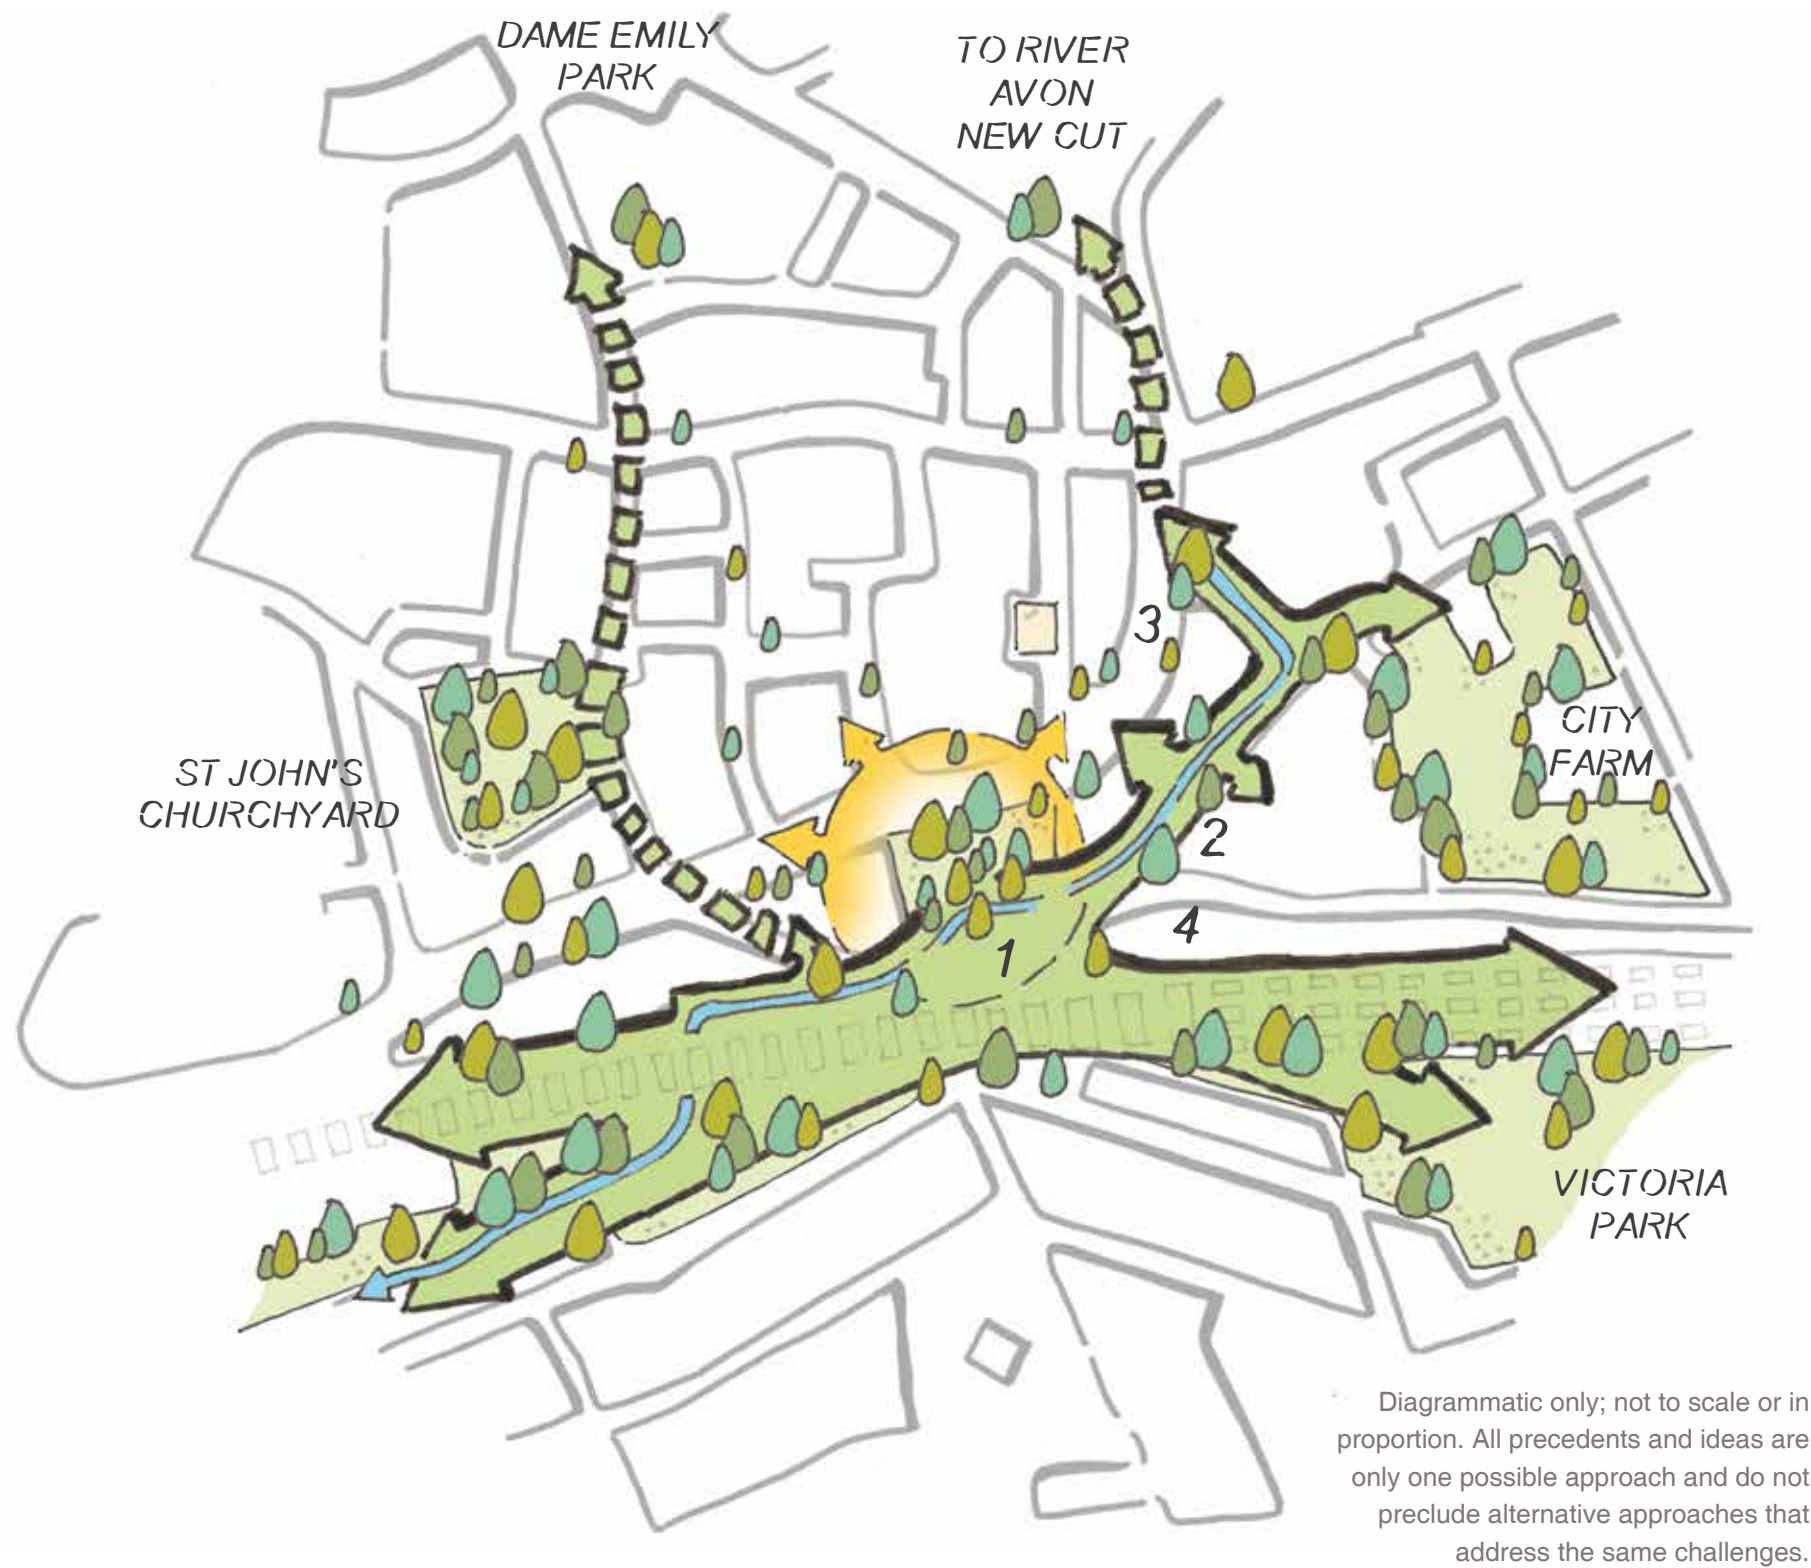 DAME EMILY
PARK
TO RIVER
AVON
NEW CUT
3
CITY
FARM
ST JOHN'S
CHURCHYARD
2
4
1
VICTORIA
PARK
Diagrammatic only; not to scale or in
proportion. All precedents and ideas are
only one possible approach and do not
preclude alternative approaches that
address the same challenges.